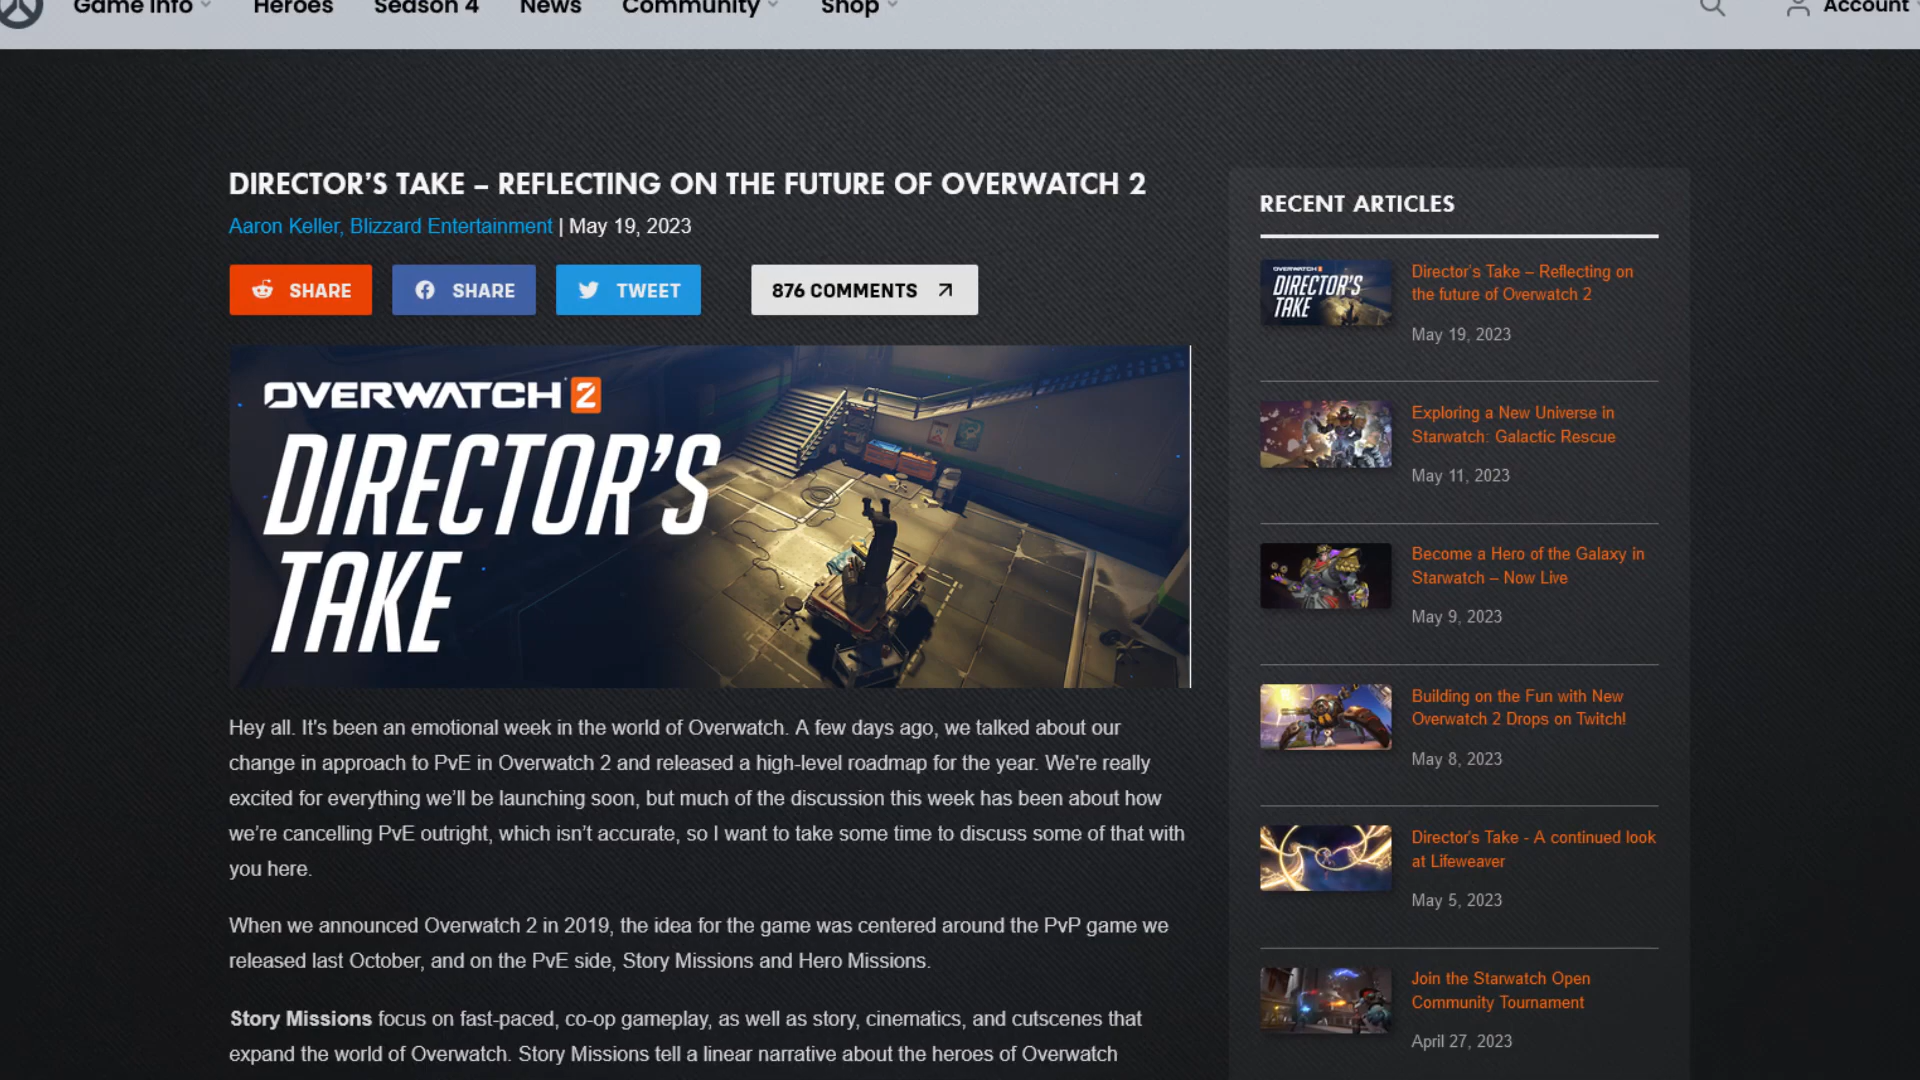 Game Info
Heroes
Season 4
News
Community
Shop
Account
DIRECTOR’S TAKE – REFLECTING ON THE FUTURE OF OVERWATCH 2
Aaron Keller, Blizzard Entertainment | May 19, 2023
SHARE
SHARE
TWEET
876 COMMENTS
OVERWATCH 2
DIRECTOR’S
TAKE
Hey all. It's been an emotional week in the world of Overwatch. A few days ago, we talked about our
change in approach to PvE in Overwatch 2 and released a high-level roadmap for the year. We're really
excited for everything we’ll be launching soon, but much of the discussion this week has been about how
we’re cancelling PvE outright, which isn’t accurate, so I want to take some time to discuss some of that with
you here.
When we announced Overwatch 2 in 2019, the idea for the game was centered around the PvP game we
released last October, and on the PvE side, Story Missions and Hero Missions.
Story Missions focus on fast-paced, co-op gameplay, as well as story, cinematics, and cutscenes that
expand the world of Overwatch. Story Missions tell a linear narrative about the heroes of Overwatch
RECENT ARTICLES
OVERWATCH 2
DIRECTOR'S
TAKE
Director’s Take – Reflecting on
the future of Overwatch 2
May 19, 2023
Exploring a New Universe in
Starwatch: Galactic Rescue
May 11, 2023
Become a Hero of the Galaxy in
Starwatch – Now Live
May 9, 2023
Building on the Fun with New
Overwatch 2 Drops on Twitch!
May 8, 2023
Director's Take - A continued look
at Lifeweaver
May 5, 2023
Join the Starwatch Open
Community Tournament
April 27, 2023